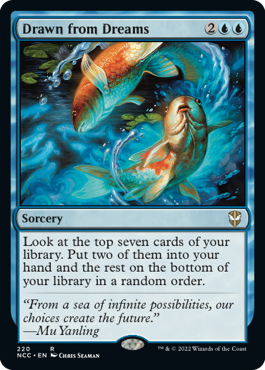 Drawn from Dreams 2
Sorcery
Look at the top seven cards of your
library. Put two of them into your
hand and the rest on the bottom of
your library in a random order.
“From a sea of infinite possibilities, our
choices create the future.”
—Mu Yanling
220 R
NCC • EN CHRIS SEAMAN
™ & © 2022 Wizards of the Coast